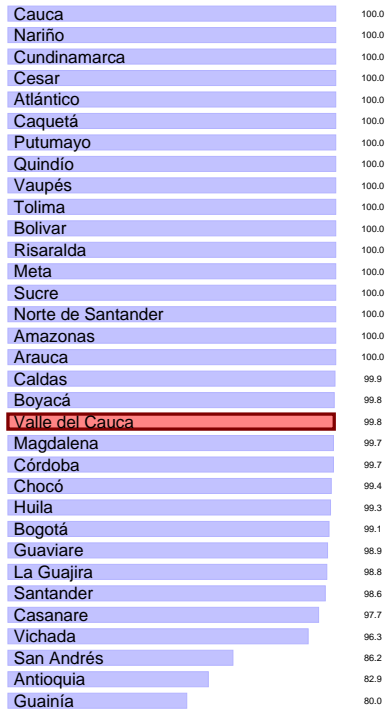 Cauca 100.0
Nariño 100.0
Cundinamarca 100.0
Cesar 100.0
Atlántico 100.0
Caquetá 100.0
Putumayo 100.0
Quindío 100.0
Vaupés 100.0
Tolima 100.0
Bolivar 100.0
Risaralda 100.0
Meta 100.0
Sucre 100.0
Norte de Santander 100.0
Amazonas 100.0
Arauca 100.0
Caldas 99.9
Boyacá 99.8
Valle del Cauca 99.8
Magdalena 99.7
Córdoba 99.7
Chocó 99.4
Huila 99.3
Bogotá 99.1
Guaviare 98.9
La Guajira 98.8
Santander 98.6
Casanare 97.7
Vichada 96.3
San Andrés 86.2
Antioquia 82.9
Guainía 80.0